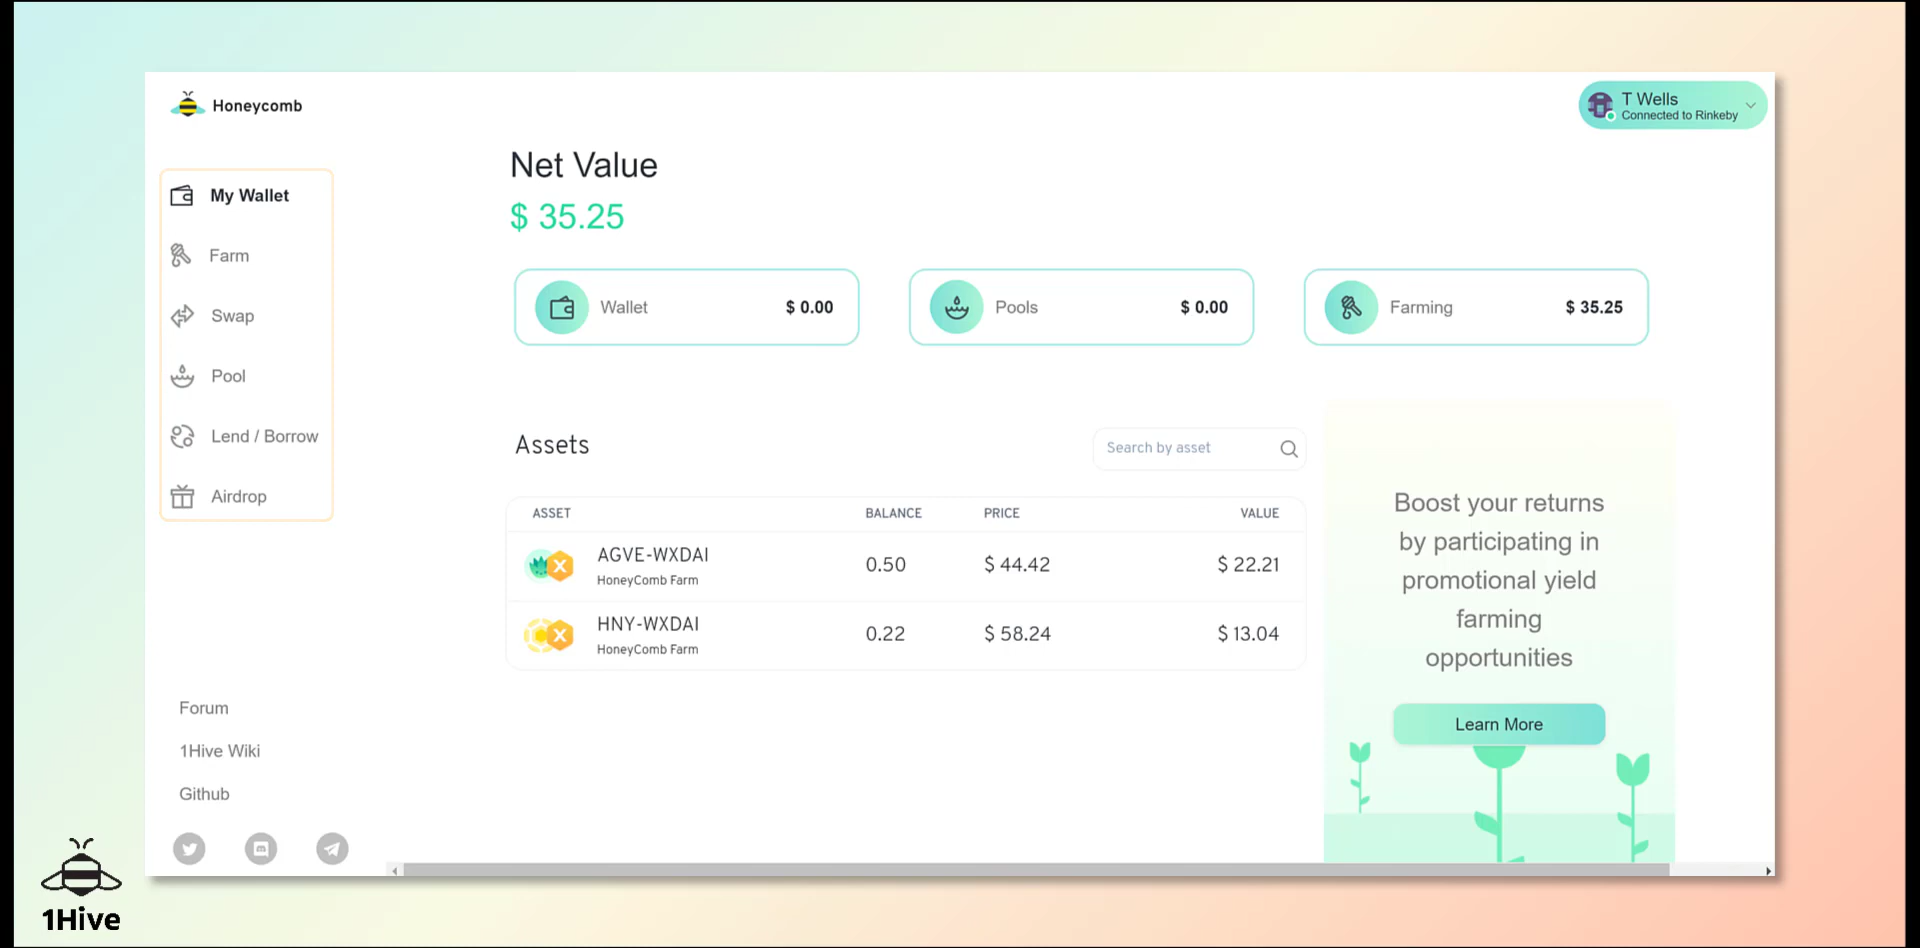 Honeycomb
T Wells
Connected to Rinkeby
My Wallet
Farm
Swap
Pool
Lend / Borrow
Airdrop
Net Value
$ 35.25
Wallet $ 0.00
Pools $ 0.00
Farming $ 35.25
Assets
Search by asset
ASSET BALANCE PRICE VALUE
AGVE-WXDAI
HoneyComb Farm
0.50 $ 44.42 $ 22.21
HNY-WXDAI
HoneyComb Farm
0.22 $ 58.24 $ 13.04
Boost your returns
by participating in
promotional yield
farming
opportunities
Learn More
Forum
1Hive Wiki
Github
1Hive